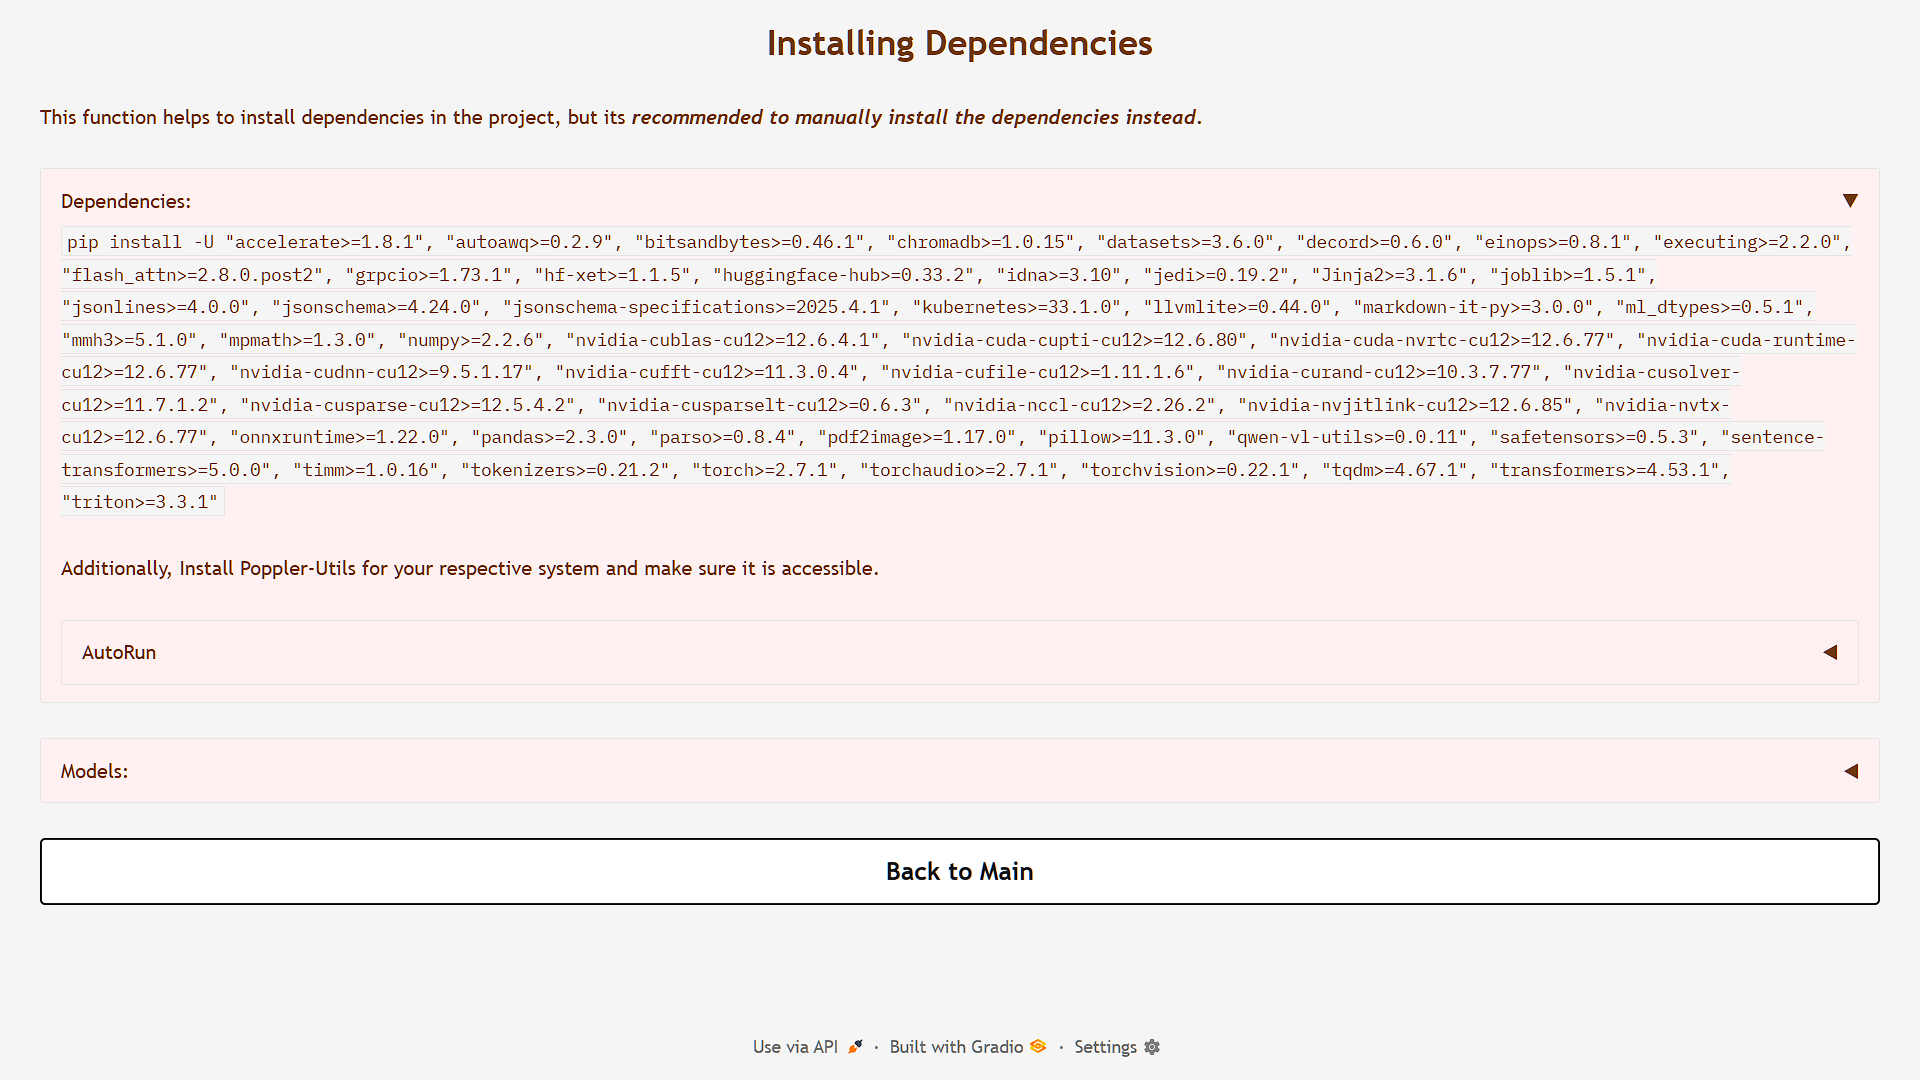 Installing Dependencies
This function helps to install dependencies in the project, but its recommended to manually install the dependencies instead.
Dependencies:
pip install -U "accelerate>=1.8.1", "autoawq>=0.2.9", "bitsandbytes>=0.46.1", "chromadb>=1.0.15", "datasets>=3.6.0", "decord>=0.6.0", "einops>=0.8.1", "executing>=2.2.0",
"flash_attn>=2.8.0.post2", "grpcio>=1.73.1", "hf-xet>=1.1.5", "huggingface-hub>=0.33.2", "idna>=3.10", "jedi>=0.19.2", "Jinja2>=3.1.6", "joblib>=1.5.1",
"jsonlines>=4.0.0", "jsonschema>=4.24.0", "jsonschema-specifications>=2025.4.1", "kubernetes>=33.1.0", "llvmlite>=0.44.0", "markdown-it-py>=3.0.0", "ml_dtypes>=0.5.1",
"mmh3>=5.1.0", "mpmath>=1.3.0", "numpy>=2.2.6", "nvidia-cublas-cu12>=12.6.4.1", "nvidia-cuda-cupti-cu12>=12.6.80", "nvidia-cuda-nvrtc-cu12>=12.6.77", "nvidia-cuda-runtime-
cu12>=12.6.77", "nvidia-cudnn-cu12>=9.5.1.17", "nvidia-cufft-cu12>=11.3.0.4", "nvidia-cufile-cu12>=1.11.1.6", "nvidia-curand-cu12>=10.3.7.77", "nvidia-cusolver-
cu12>=11.7.1.2", "nvidia-cusparse-cu12>=12.5.4.2", "nvidia-cusparselt-cu12>=0.6.3", "nvidia-nccl-cu12>=2.26.2", "nvidia-nvjitlink-cu12>=12.6.85", "nvidia-nvtx-
cu12>=12.6.77", "onnxruntime>=1.22.0", "pandas>=2.3.0", "parso>=0.8.4", "pdf2image>=1.17.0", "pillow>=11.3.0", "qwen-vl-utils>=0.0.11", "safetensors>=0.5.3", "sentence-
transformers>=5.0.0", "timm>=1.0.16", "tokenizers>=0.21.2", "torch>=2.7.1", "torchaudio>=2.7.1", "torchvision>=0.22.1", "tqdm>=4.67.1", "transformers>=4.53.1",
"triton>=3.3.1"
Additionally, Install Poppler-Utils for your respective system and make sure it is accessible.
AutoRun
Models:
Back to Main
Use via API · Built with Gradio · Settings